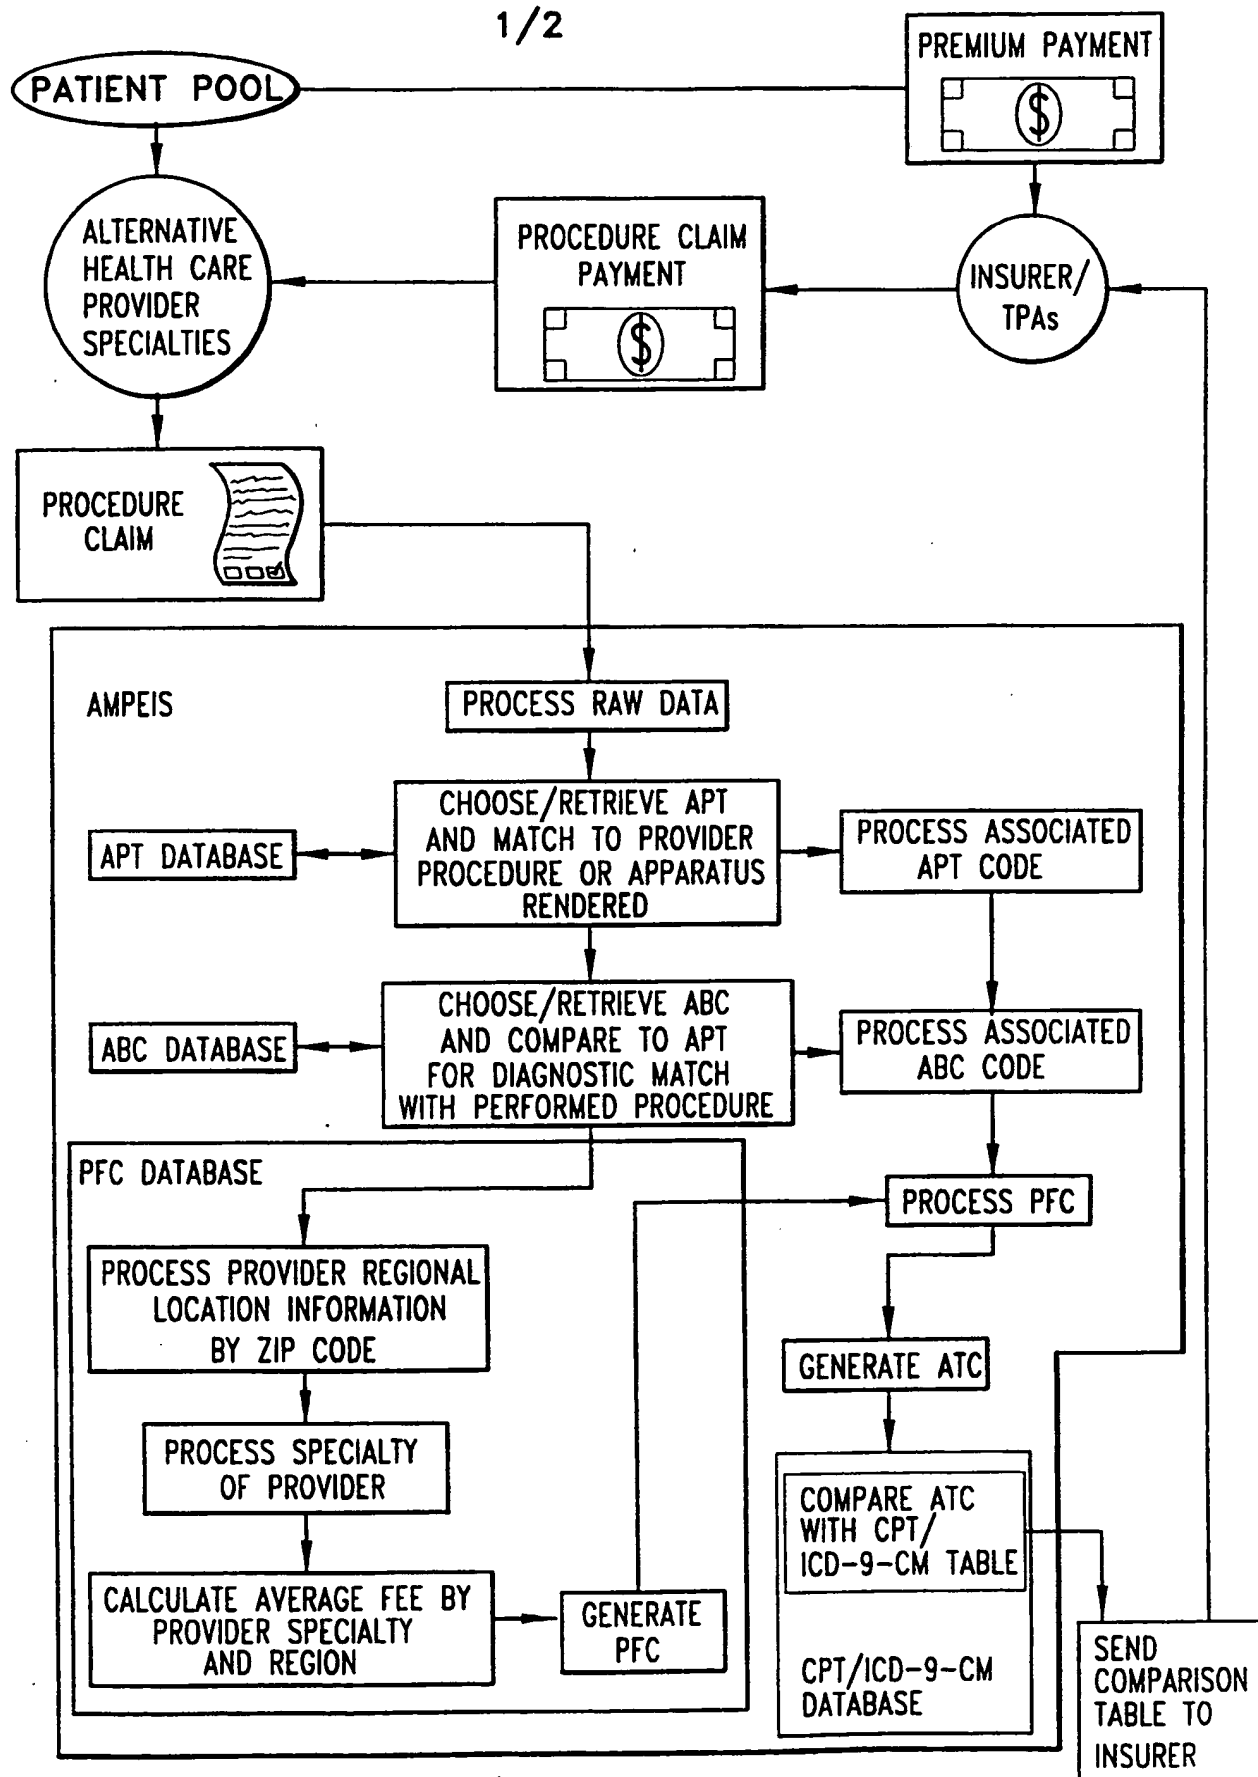 1/2
PATIENT POOL
PREMIUM PAYMENT
$
ALTERNATIVE
HEALTH CARE
PROVIDER
SPECIALTIES
PROCEDURE CLAIM
PAYMENT
$
INSURER/
TPAs
PROCEDURE
CLAIM
AMPEIS
PROCESS RAW DATA
APT DATABASE
CHOOSE/RETRIEVE APT
AND MATCH TO PROVIDER
PROCEDURE OR APPARATUS
RENDERED
PROCESS ASSOCIATED
APT CODE
ABC DATABASE
CHOOSE/RETRIEVE ABC
AND COMPARE TO APT
FOR DIAGNOSTIC MATCH
WITH PERFORMED PROCEDURE
PROCESS ASSOCIATED
ABC CODE
PFC DATABASE
PROCESS PFC
PROCESS PROVIDER REGIONAL
LOCATION INFORMATION
BY ZIP CODE
GENERATE ATC
PROCESS SPECIALTY
OF PROVIDER
COMPARE ATC
WITH CPT/
ICD-9-CM TABLE
CALCULATE AVERAGE FEE BY
PROVIDER SPECIALTY
AND REGION
GENERATE
PFC
CPT/ICD-9-CM
DATABASE
SEND
COMPARISON
TABLE TO
INSURER